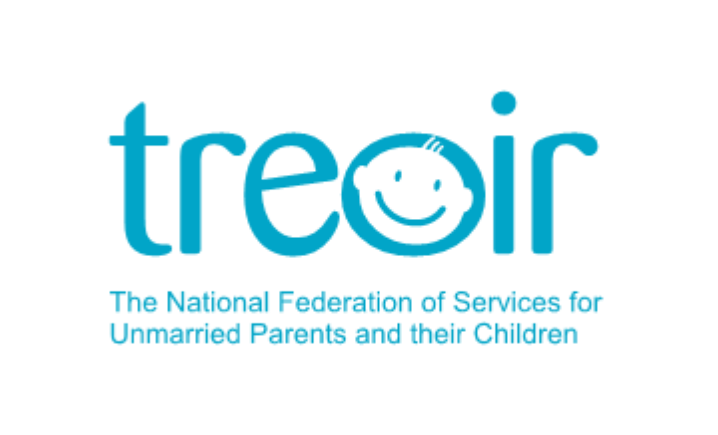 treoir
The National Federation of Services for
Unmarried Parents and their Children